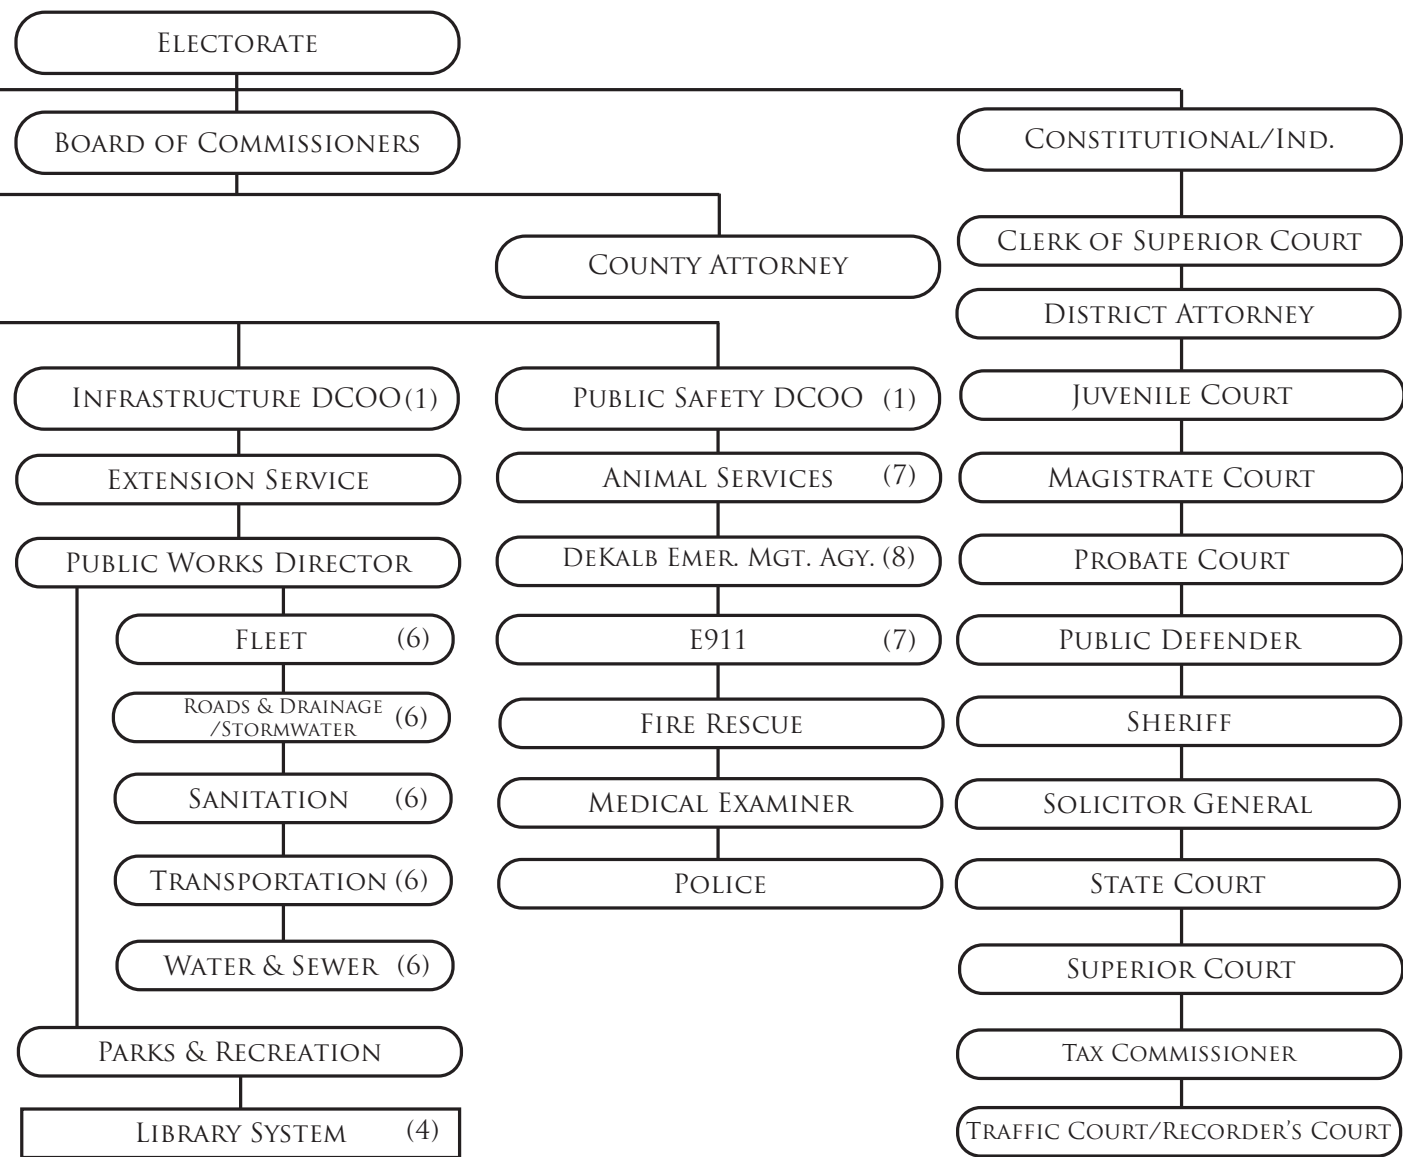 Electorate
Board of Commissioners
Constitutional/Ind.
County Attorney
Infrastructure DCOO (1)
Extension Service
Public Works Director
Fleet (6)
Roads & Drainage
/Stormwater (6)
Sanitation (6)
Transportation (6)
Water & Sewer (6)
Parks & Recreation
Library System (4)
Public Safety DCOO (1)
Animal Services (7)
DeKalb Emer. Mgt. Agy. (8)
E911 (7)
Fire Rescue
Medical Examiner
Police
Clerk of Superior Court
District Attorney
Juvenile Court
Magistrate Court
Probate Court
Public Defender
Sheriff
Solicitor General
State Court
Superior Court
Tax Commissioner
Traffic Court/Recorder's Court